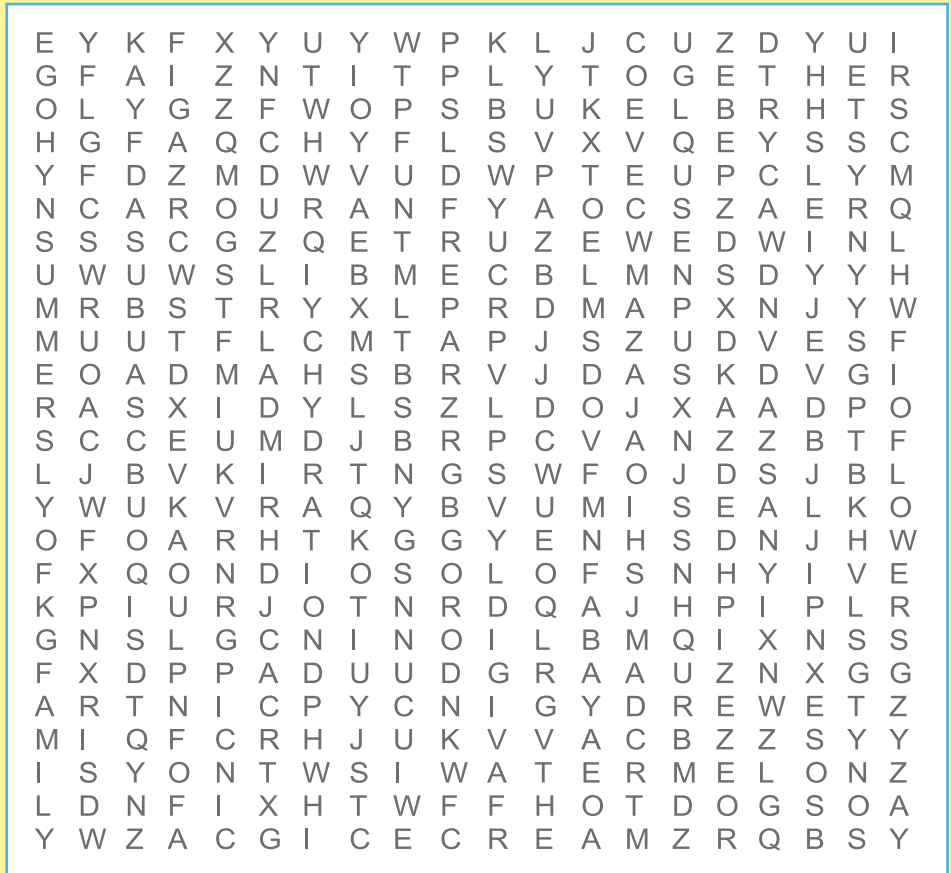 E Y K F X Y U Y W P K L J C U Z D Y U I
G F A I Z N T I T P L Y T O G E T H E R
O L Y G Z F W O P S B U K E L B R H T S
H G F A Q C H Y F L S V X V Q E Y S S C
Y F D Z M D W V U D W P T E U P C L Y M
N C A R O U R A N F Y A O C S Z A E R Q
S S S C G Z Q E T R U Z E W E D W I N L
U W U W S L I B M E C B L M N S D Y Y H
M R B S T R Y X L P R D M A P X N J Y W
M U U T F L C M T A P J S Z U D V E S F
E O A D M A H S B R V J D A S K D V G I
R A S X I D Y L S Z L D O J X A A D P O
S C C E U M D J B R P C V A N Z Z B T F
L J B V K I R T N G S W F O J D S J B L
Y W U K V R A Q Y B V U M I S E A L K O
O F O A R H T K G G Y E N H S D N J H W
F X Q O N D I O S O L O F S N H Y I V E
K P I U R J O T N R D Q A J H P I P L R
G N S L G C N I N O I L B M Q I X N S S
F X D P P A D U U D G R A A U Z N X G G
A R T N I C P Y C N I G Y D R E W E T Z
M I Q F C R H J U K V V A C B Z Z S Y Y
I S Y O N T W S I W A T E R M E L O N Z
L D N F I X H T W F F H O T D O G S O A
Y W Z A C G I C E C R E A M Z R Q B S Y